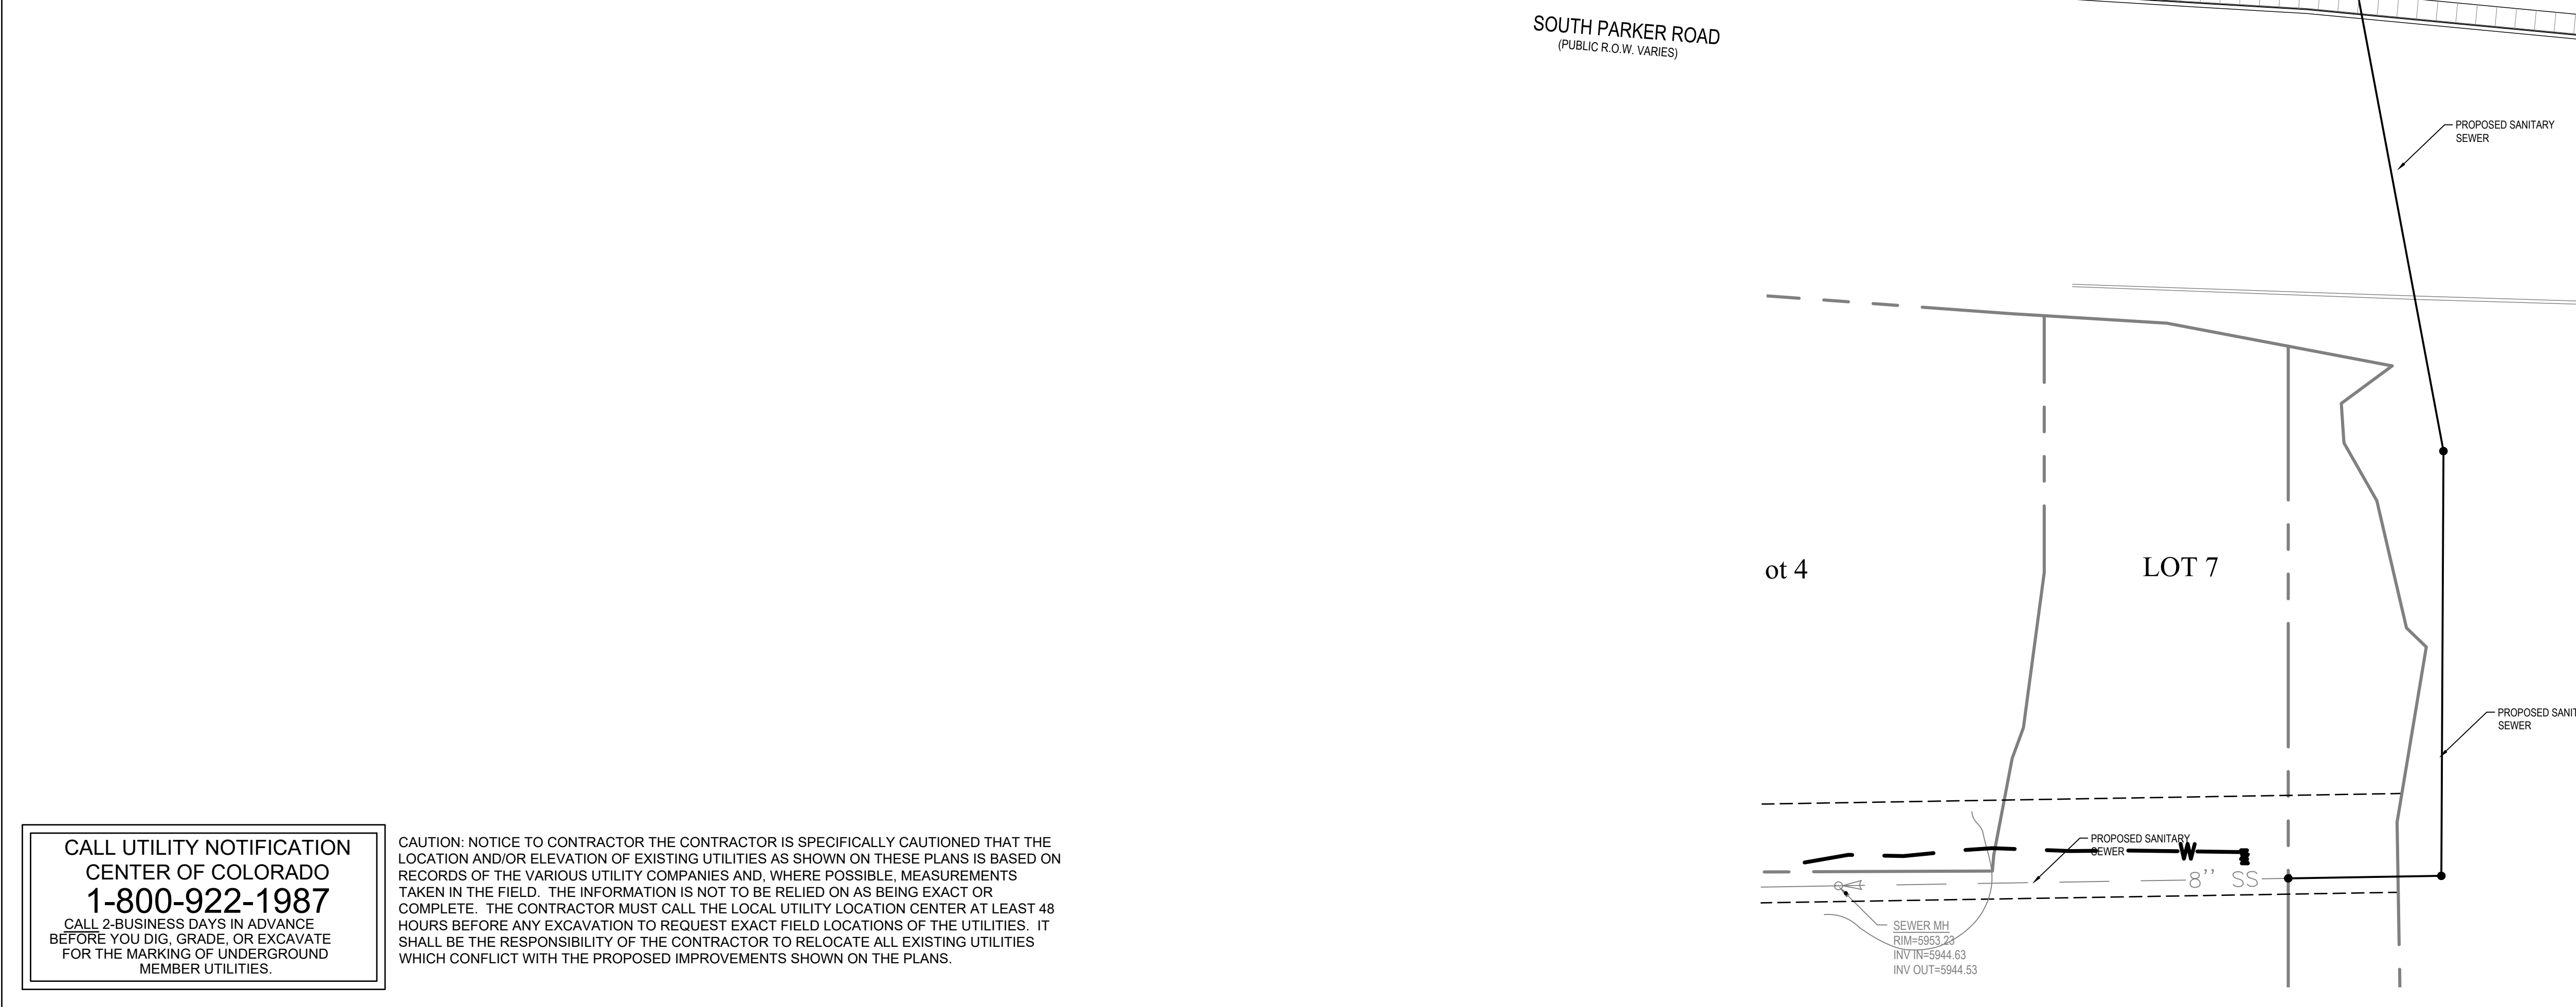 SOUTH PARKER ROAD
(PUBLIC R.O.W. VARIES)
PROPOSED SANITARY
SEWER
ot 4
LOT 7
PROPOSED SANIT
SEWER
PROPOSED SANITARY
SEWER
W
8'' SS
SEWER MH
RIM=5953.23
INV IN=5944.63
INV OUT=5944.53
CALL UTILITY NOTIFICATION
CENTER OF COLORADO
1-800-922-1987
CALL 2-BUSINESS DAYS IN ADVANCE
BEFORE YOU DIG, GRADE, OR EXCAVATE
FOR THE MARKING OF UNDERGROUND
MEMBER UTILITIES.
CAUTION: NOTICE TO CONTRACTOR THE CONTRACTOR IS SPECIFICALLY CAUTIONED THAT THE
LOCATION AND/OR ELEVATION OF EXISTING UTILITIES AS SHOWN ON THESE PLANS IS BASED ON
RECORDS OF THE VARIOUS UTILITY COMPANIES AND, WHERE POSSIBLE, MEASUREMENTS
TAKEN IN THE FIELD. THE INFORMATION IS NOT TO BE RELIED ON AS BEING EXACT OR
COMPLETE. THE CONTRACTOR MUST CALL THE LOCAL UTILITY LOCATION CENTER AT LEAST 48
HOURS BEFORE ANY EXCAVATION TO REQUEST EXACT FIELD LOCATIONS OF THE UTILITIES. IT
SHALL BE THE RESPONSIBILITY OF THE CONTRACTOR TO RELOCATE ALL EXISTING UTILITIES
WHICH CONFLICT WITH THE PROPOSED IMPROVEMENTS SHOWN ON THE PLANS.